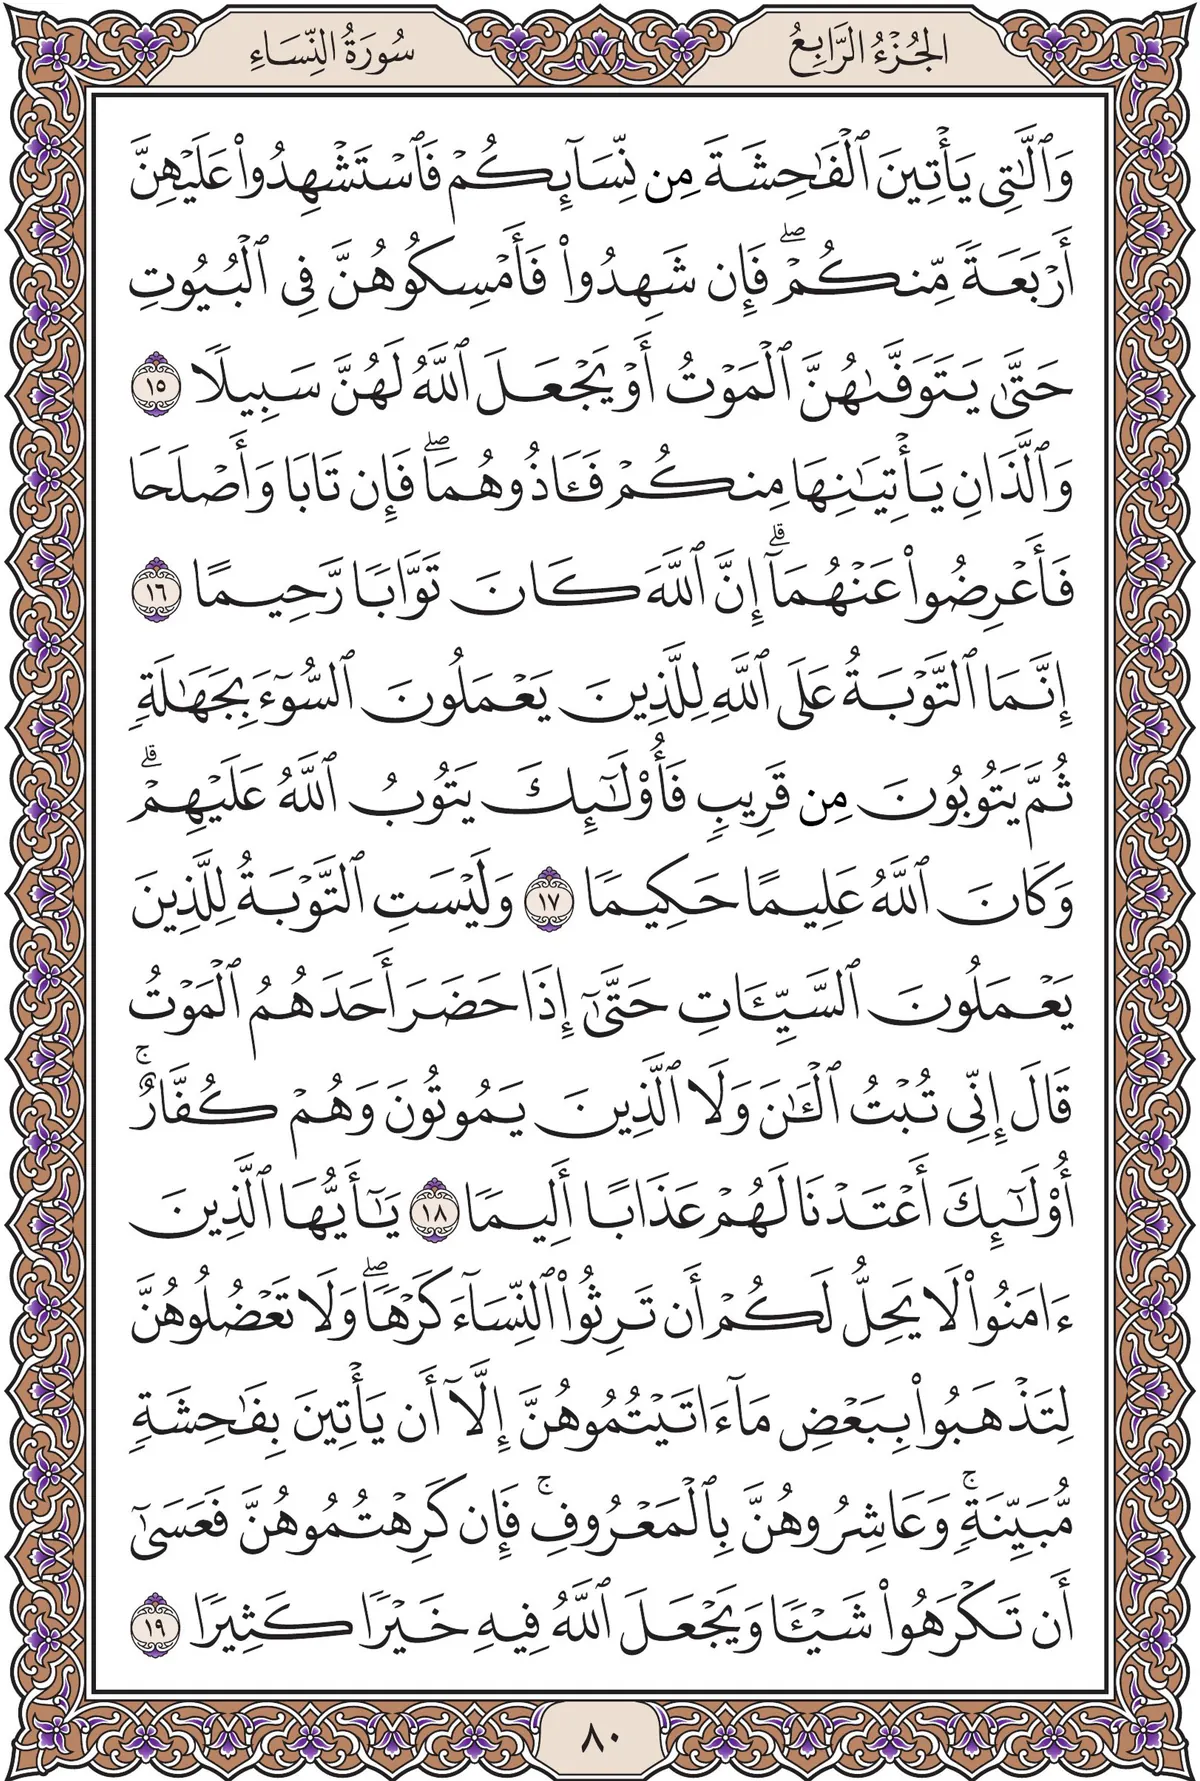 الجُزْءُ الرَّابِعُ
سُورَةُ النِّسَاءِ
وَٱلَّٰتِى يَأْتِينَ ٱلْفَٰحِشَةَ مِن نِّسَآئِكُمْ فَٱسْتَشْهِدُوا۟ عَلَيْهِنَّ
أَرْبَعَةً مِّنكُمْ ۖ فَإِن شَهِدُوا۟ فَأَمْسِكُوهُنَّ فِى ٱلْبُيُوتِ
حَتَّىٰ يَتَوَفَّىٰهُنَّ ٱلْمَوْتُ أَوْ يَجْعَلَ ٱللَّهُ لَهُنَّ سَبِيلًا ١٥
وَٱلَّذَانِ يَأْتِيَٰنِهَا مِنكُمْ فَـَٔاذُوهُمَا ۖ فَإِن تَابَا وَأَصْلَحَا
فَأَعْرِضُوا۟ عَنْهُمَآ ۗ إِنَّ ٱللَّهَ كَانَ تَوَّابًا رَّحِيمًا ١٦
إِنَّمَا ٱلتَّوْبَةُ عَلَى ٱللَّهِ لِلَّذِينَ يَعْمَلُونَ ٱلسُّوٓءَ بِجَهَٰلَةٍ
ثُمَّ يَتُوبُونَ مِن قَرِيبٍ فَأُو۟لَٰٓئِكَ يَتُوبُ ٱللَّهُ عَلَيْهِمْ ۗ
وَكَانَ ٱللَّهُ عَلِيمًا حَكِيمًا ١٧ وَلَيْسَتِ ٱلتَّوْبَةُ لِلَّذِينَ
يَعْمَلُونَ ٱلسَّيِّـَٔاتِ حَتَّىٰٓ إِذَا حَضَرَ أَحَدَهُمُ ٱلْمَوْتُ
قَالَ إِنِّى تُبْتُ ٱلْـَٰٔنَ وَلَا ٱلَّذِينَ يَمُوتُونَ وَهُمْ كُفَّارٌ ۚ
أُو۟لَٰٓئِكَ أَعْتَدْنَا لَهُمْ عَذَابًا أَلِيمًا ١٨ يَٰٓأَيُّهَا ٱلَّذِينَ
ءَامَنُوا۟ لَا يَحِلُّ لَكُمْ أَن تَرِثُوا۟ ٱلنِّسَآءَ كَرْهًا ۖ وَلَا تَعْضُلُوهُنَّ
لِتَذْهَبُوا۟ بِبَعْضِ مَآ ءَاتَيْتُمُوهُنَّ إِلَّآ أَن يَأْتِينَ بِفَٰحِشَةٍ
مُّبَيِّنَةٍ ۚ وَعَاشِرُوهُنَّ بِٱلْمَعْرُوفِ ۚ فَإِن كَرِهْتُمُوهُنَّ فَعَسَىٰٓ
أَن تَكْرَهُوا۟ شَيْـًٔا وَيَجْعَلَ ٱللَّهُ فِيهِ خَيْرًا كَثِيرًا ١٩
٨٠